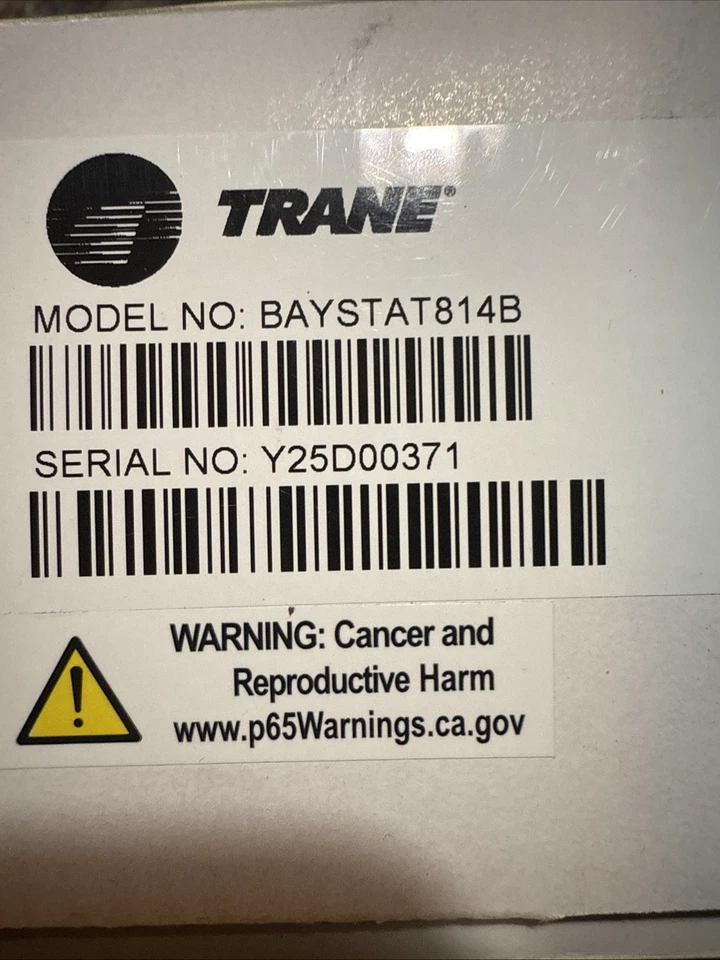 TRANE®
MODEL NO: BAYSTAT814B
SERIAL NO: Y25D00371
WARNING: Cancer and
Reproductive Harm
www.p65Warnings.ca.gov